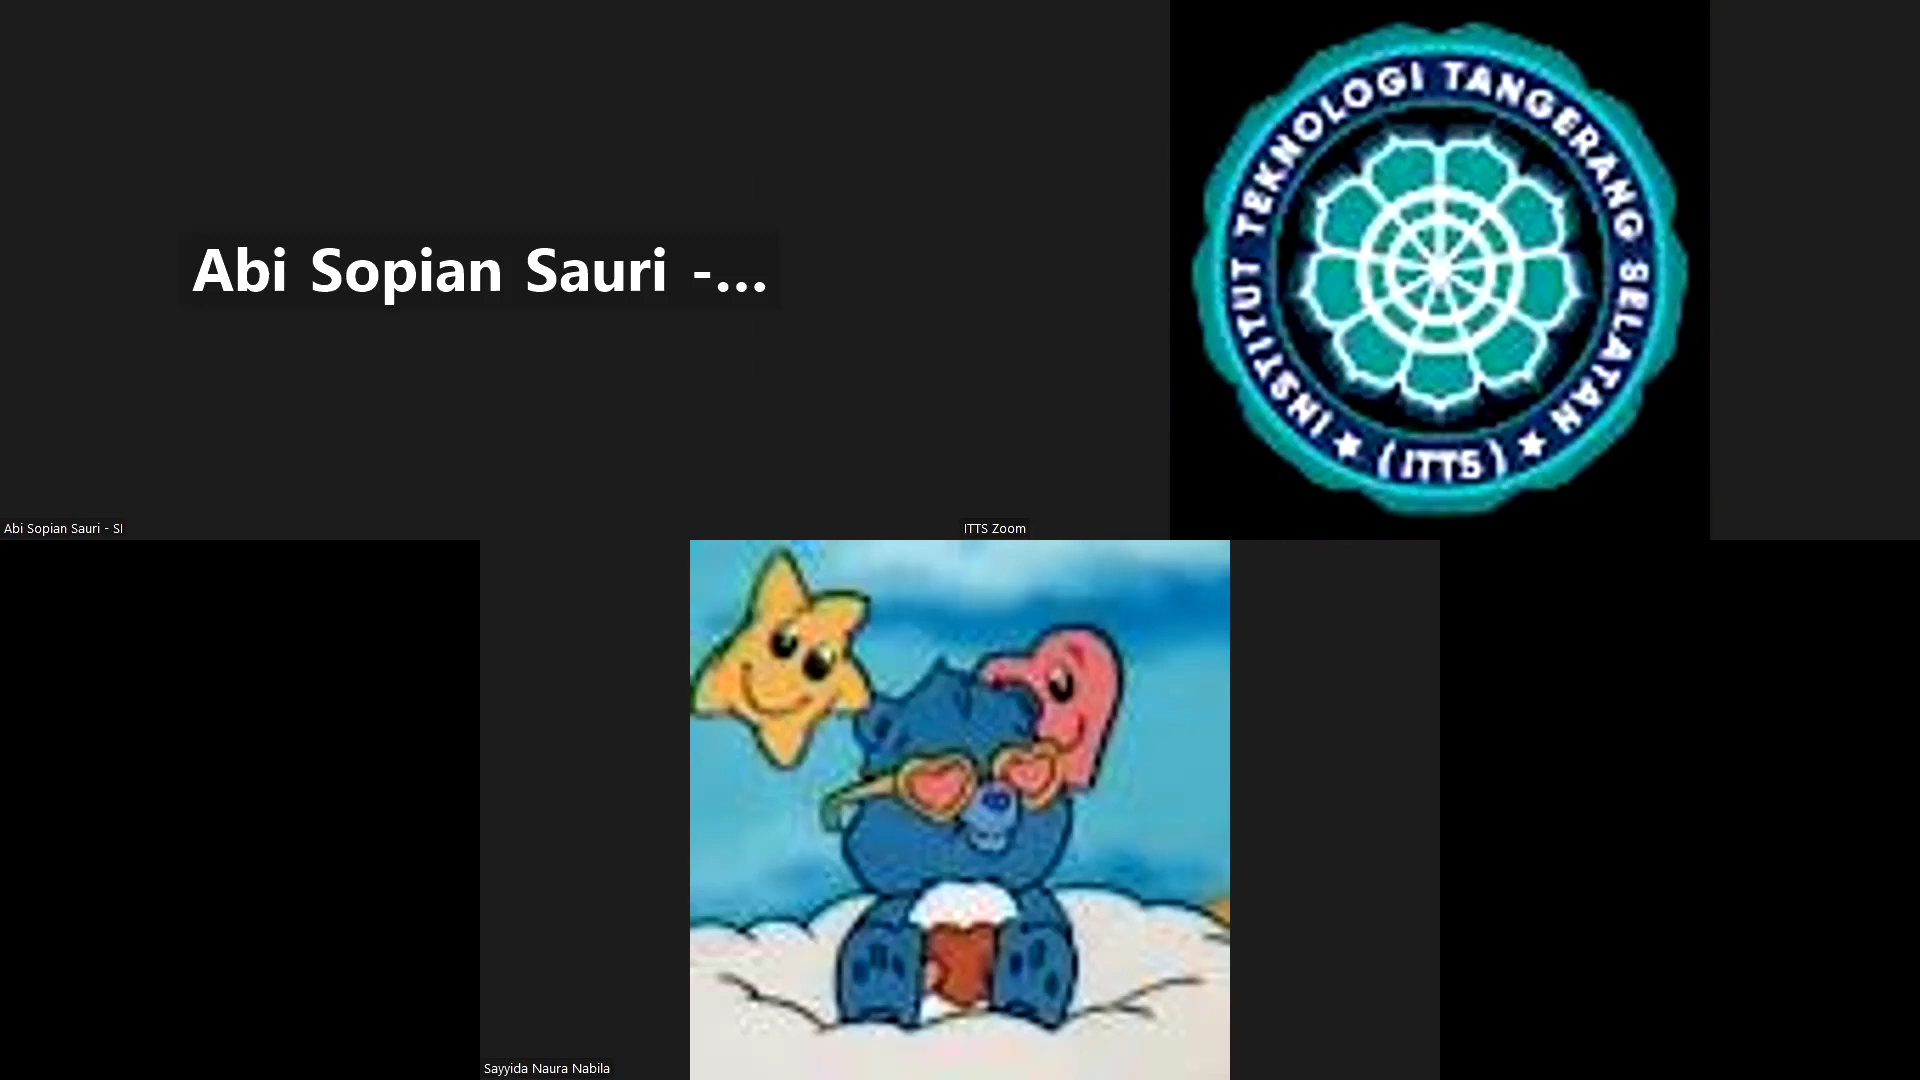 Abi Sopian Sauri -...
INSTITUT TEKNOLOGI TANGERANG SELATAN
(ITTS)
Abi Sopian Sauri - SI
ITTS Zoom
Sayyida Naura Nabila